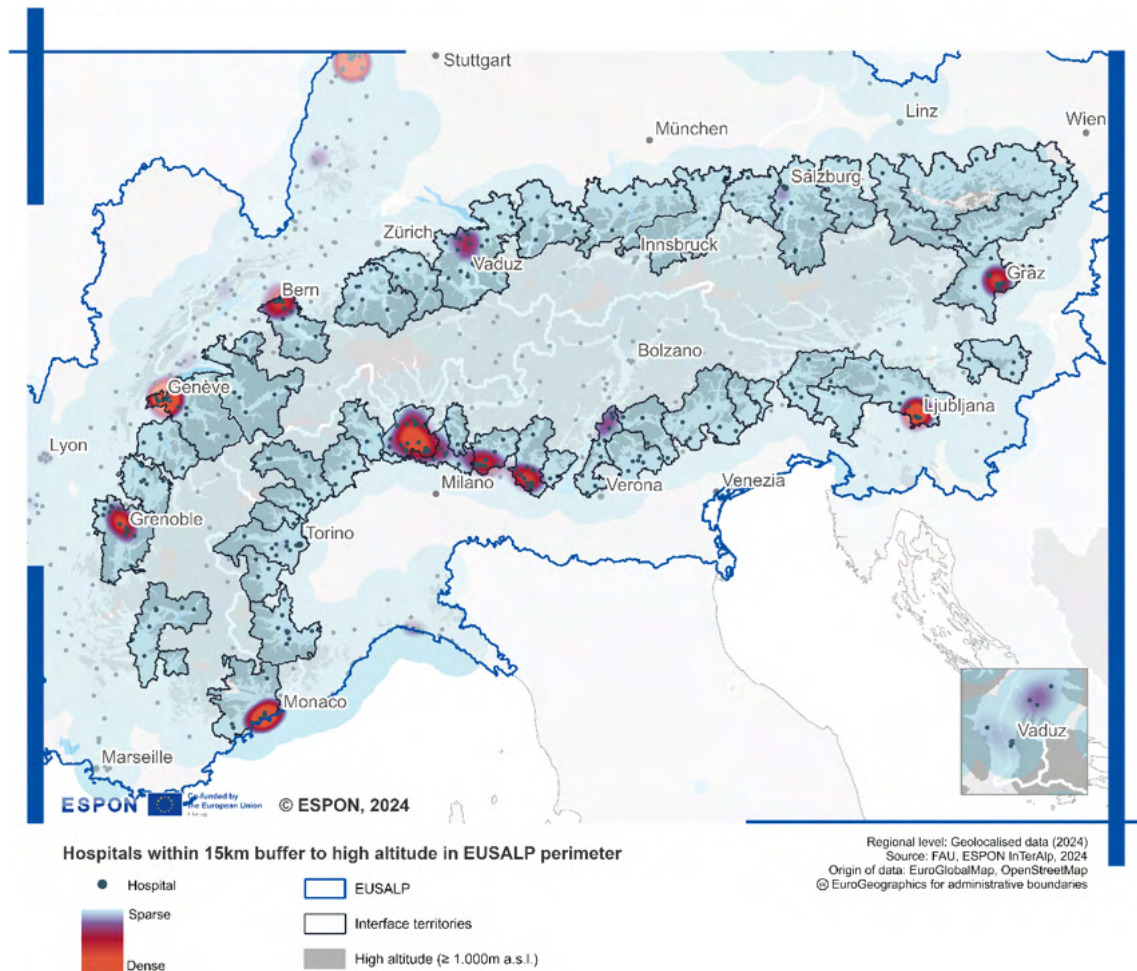 Stuttgart
Linz
Wien
München
Salzburg
Zürich
Innsbruck
Vaduz
Graz
Bern
Bolzano
Genève
Ljubljana
Lyon
Milano
Verona
Venezia
Grenoble
Torino
Monaco
Vaduz
Marseille
ESPON
Co-funded by
the European Union
© ESPON, 2024
Hospitals within 15km buffer to high altitude in EUSALP perimeter
Hospital
Sparse
Dense
EUSALP
Interface territories
High altitude (≥ 1.000m a.s.l.)
Regional level: Geolocalised data (2024)
Source: FAU, ESPON InTerAlp, 2024
Origin of data: EuroGlobalMap, OpenStreetMap
EuroGeographics for administrative boundaries